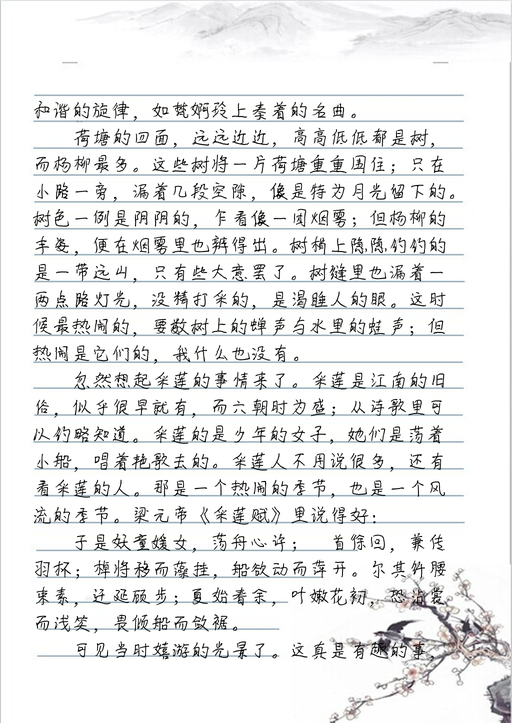 和谐的旋律，如梵婀玲上奏着的名曲。
荷塘的四面，远远近近，高高低低都是树，
而杨柳最多。这些树将一片荷塘重重围住；只在
小路一旁，漏着几段空隙，像是特为月光留下的。
树色一例是阴阴的，乍看像一团烟雾；但杨柳的
丰姿，便在烟雾里也辨得出。树梢上隐隐约约的
是一带远山，只有些大意罢了。树缝里也漏着一
两点路灯光，没精打采的，是渴睡人的眼。这时
候最热闹的，要数树上的蝉声与水里的蛙声；但
热闹是它们的，我什么也没有。
忽然想起采莲的事情来了。采莲是江南的旧
俗，似乎很早就有，而六朝时为盛；从诗歌里可
以约略知道。采莲的是少年的女子，她们是荡着
小船，唱着艳歌去的。采莲人不用说很多，还有
看采莲的人。那是一个热闹的季节，也是一个风
流的季节。梁元帝《采莲赋》里说得好：
于是妖童媛女，荡舟心许； 首徐回，兼传
羽杯；棹将移而藻挂，船欲动而萍开。尔其纤腰
束素，迁延顾步；夏始春余，叶嫩花初，恐沾裳
而浅笑，畏倾船而敛裾。
可见当时嬉游的光景了。这真是有趣的事，